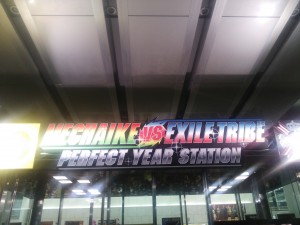 MECHAIKE VS EXILE TRIBE
PERFECT YEAR STATION